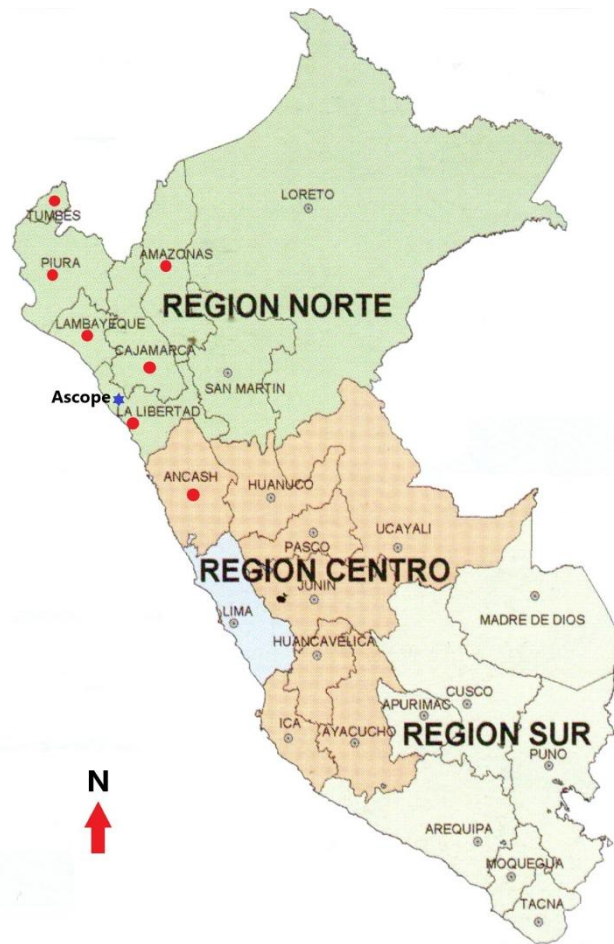 LORETO
TUMBES
AMAZONAS
PIURA
REGION NORTE
LAMBAYEQUE
CAJAMARCA
SAN MARTIN
Ascope
LA LIBERTAD
ANCASH
HUANUCO
UCAYALI
PASCO
REGION CENTRO
JUNIN
LIMA
MADRE DE DIOS
HUANCAVELICA
CUSCO
APURIMAC
ICA
AYACUCHO
REGION SUR
PUNO
N
AREQUIPA
MOQUEGUA
TACNA